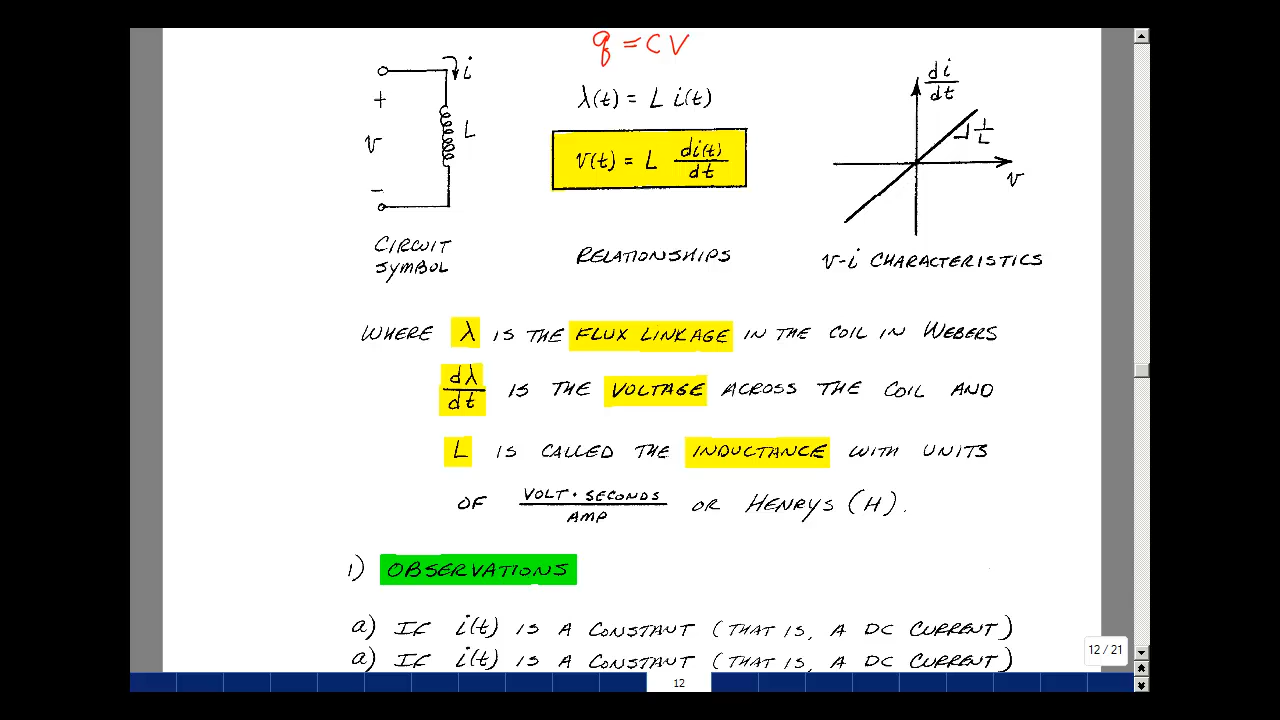 q = CV
i
+
v
L
-
λ(t) = L i(t)
v(t) = L di(t)/dt
di/dt
1/L
v
CIRCUIT
SYMBOL
RELATIONSHIPS
v-i CHARACTERISTICS
WHERE λ IS THE FLUX LINKAGE IN THE COIL IN WEBERS
dλ/dt IS THE VOLTAGE ACROSS THE COIL AND
L IS CALLED THE INDUCTANCE WITH UNITS
OF VOLT · SECONDS/AMP OR HENRYS (H).
1) OBSERVATIONS
a) IF i(t) IS A CONSTANT (THAT IS, A DC CURRENT)
a) IF i(t) IS A CONSTANT (THAT IS, A DC CURRENT)
12 / 21
12